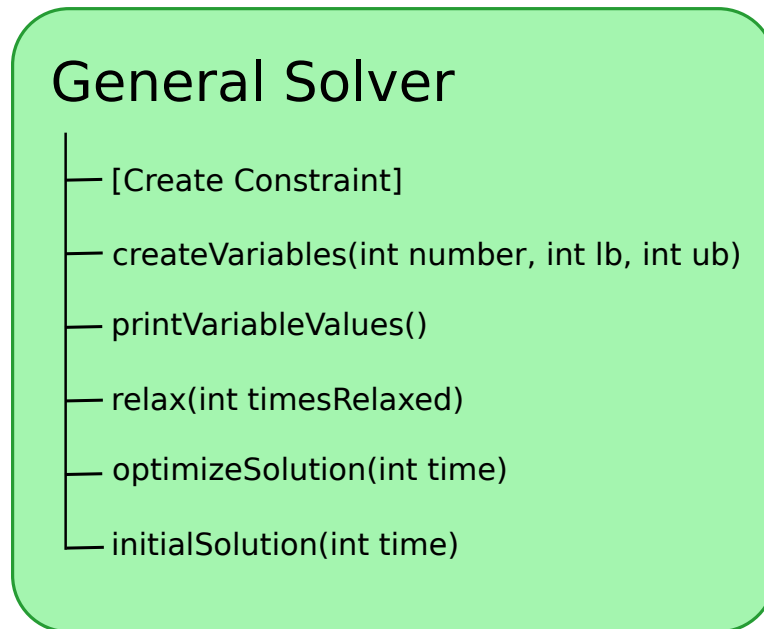 General Solver
[Create Constraint]
createVariables(int number, int lb, int ub)
printVariableValues()
relax(int timesRelaxed)
optimizeSolution(int time)
initialSolution(int time)